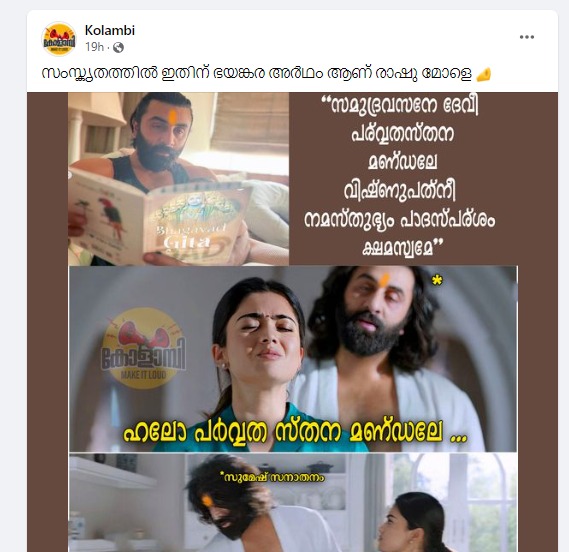 Kolambi
19h ·
സംസ്കൃതത്തിൽ ഇതിന് ഭയങ്കര അർഥം ആണ് രാഷു മോളെ
“സമുദ്രവസനേ ദേവീ
പർവ്വതസ്തന
മണ്ഡലേ
വിഷ്ണുപത്നീ
നമസ്തുഭ്യം പാദസ്പർശം
ക്ഷമസ്വമേ”
Bhagavad
Gita
*
കോളാമ്പി
MAKE IT LOUD
ഹലോ പർവ്വത സ്തന മണ്ഡലേ ...
*സുമേഷ് സനാതനം